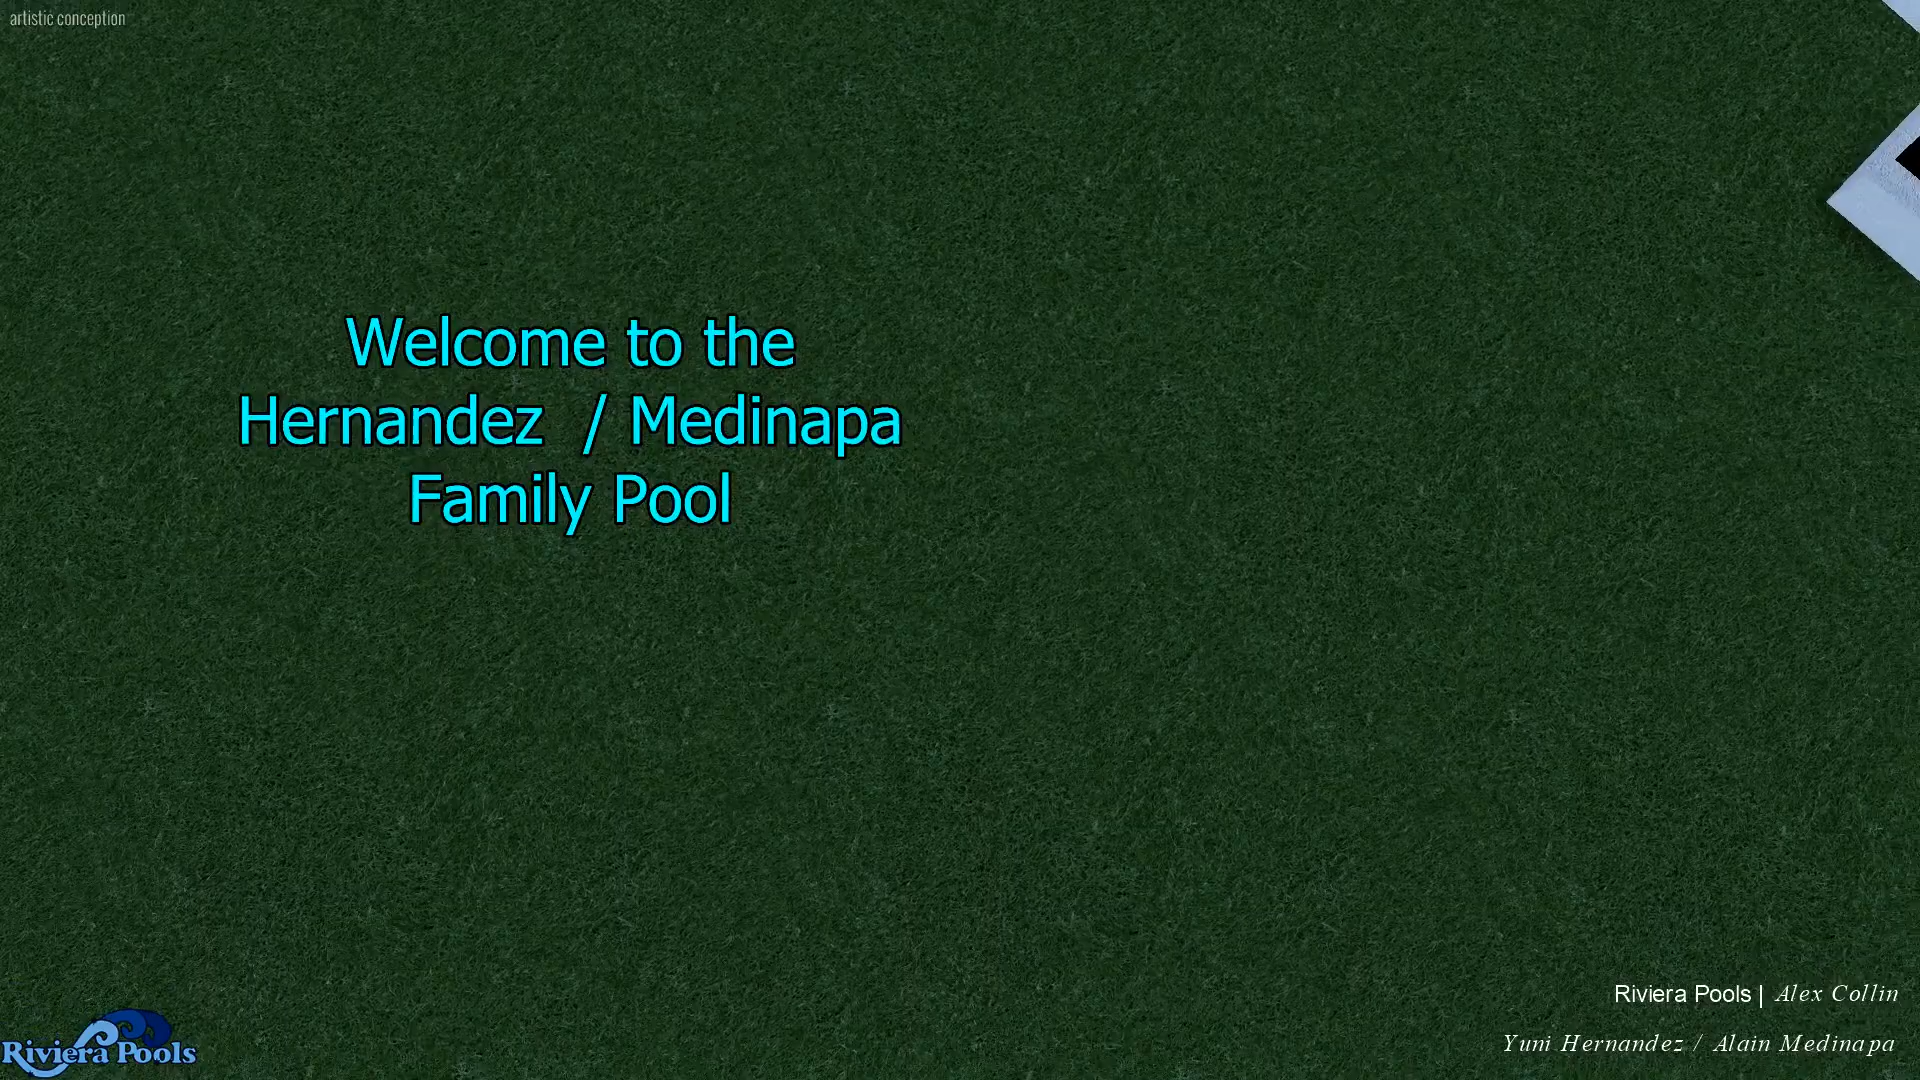 artistic conception
Welcome to the
Hernandez  / Medinapa
Family Pool
Riviera Pools | Alex Collin
Yuni Hernandez / Alain Medinapa
Riviera Pools